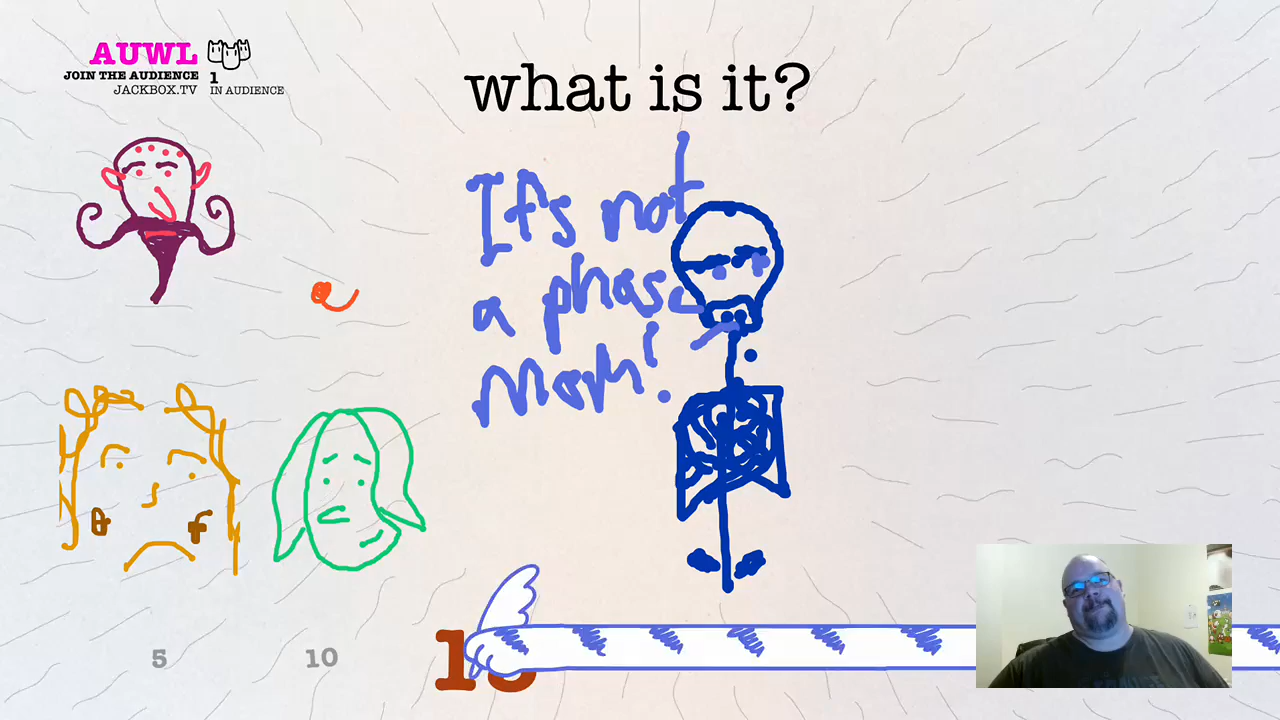 AUWL
JOIN THE AUDIENCE
JACKBOX.TV
1
IN AUDIENCE
what is it?
It's not
a phase
Mom!
5
10